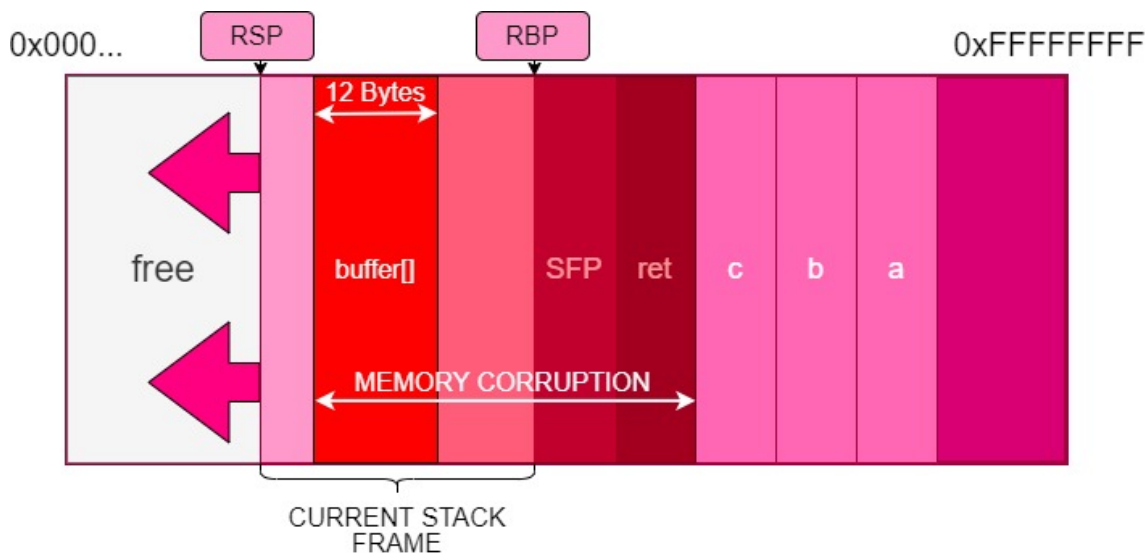 RSP
RBP
0x000...
0xFFFFFFFF
12 Bytes
free
buffer[]
SFP
ret
c
b
a
MEMORY CORRUPTION
CURRENT STACK
FRAME